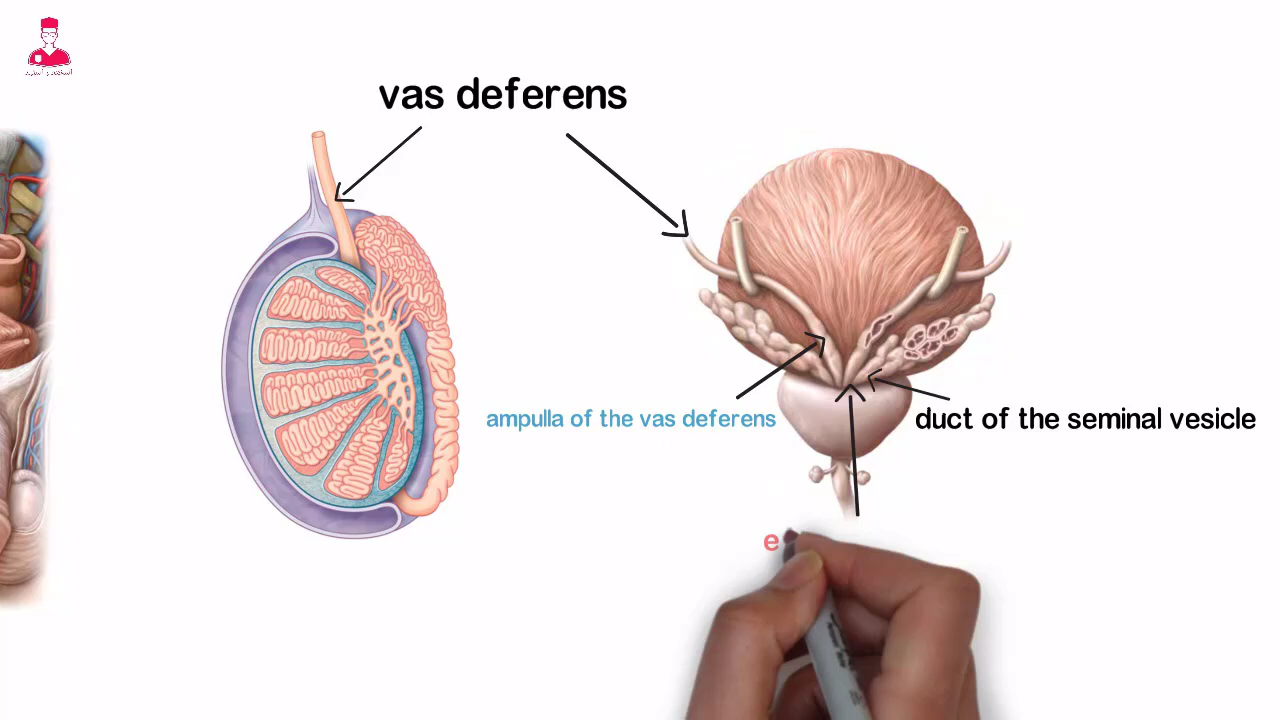 vas deferens
ampulla of the vas deferens
duct of the seminal vesicle
e